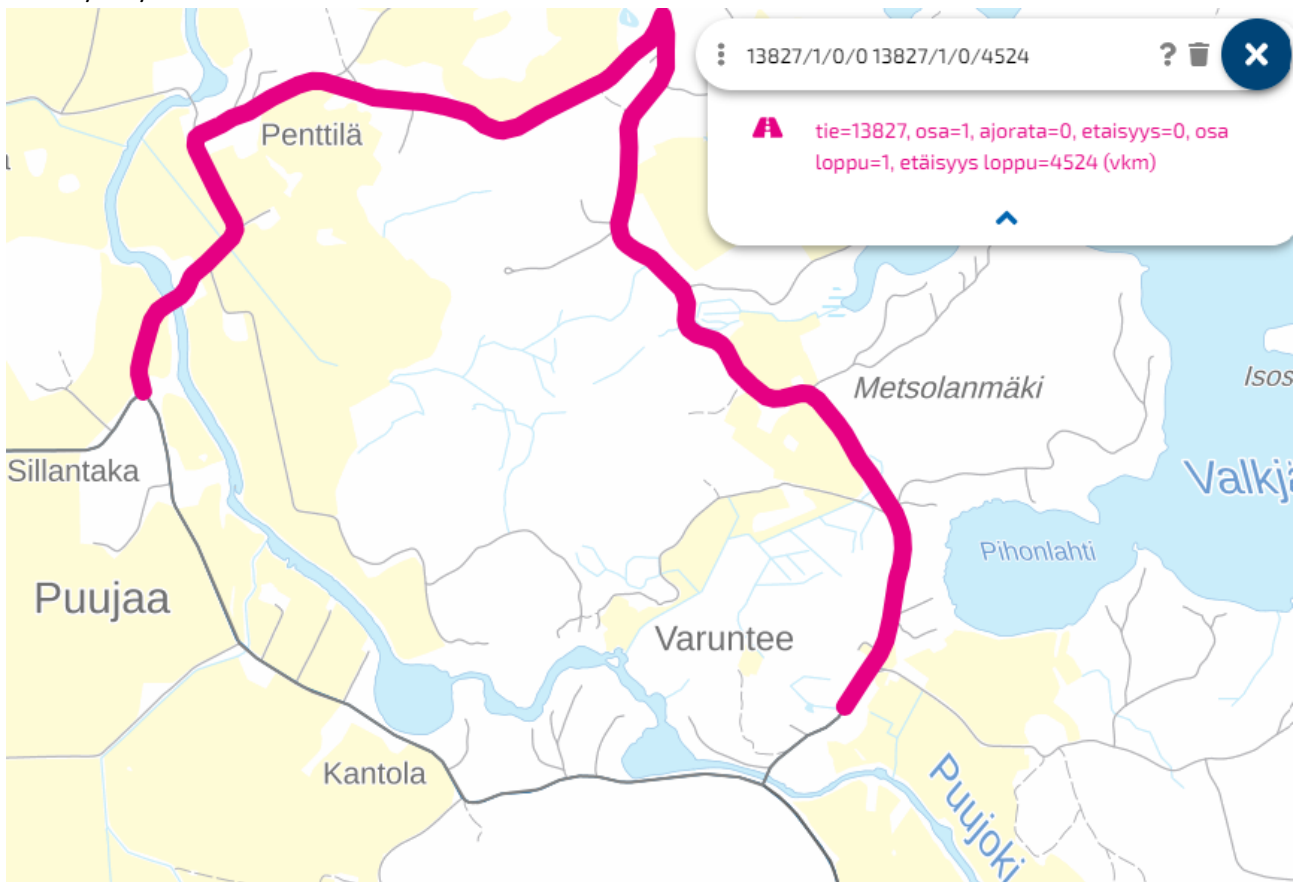 13827/1/0/0 13827/1/0/4524
?
tie=13827, osa=1, ajorata=0, etaisyys=0, osa
loppu=1, etäisyys loppu=4524 (vkm)
Penttilä
Metsolanmäki
Isos
Sillantaka
Valkjä
Pihonlahti
Puujaa
Varuntee
Kantola
Puujoki